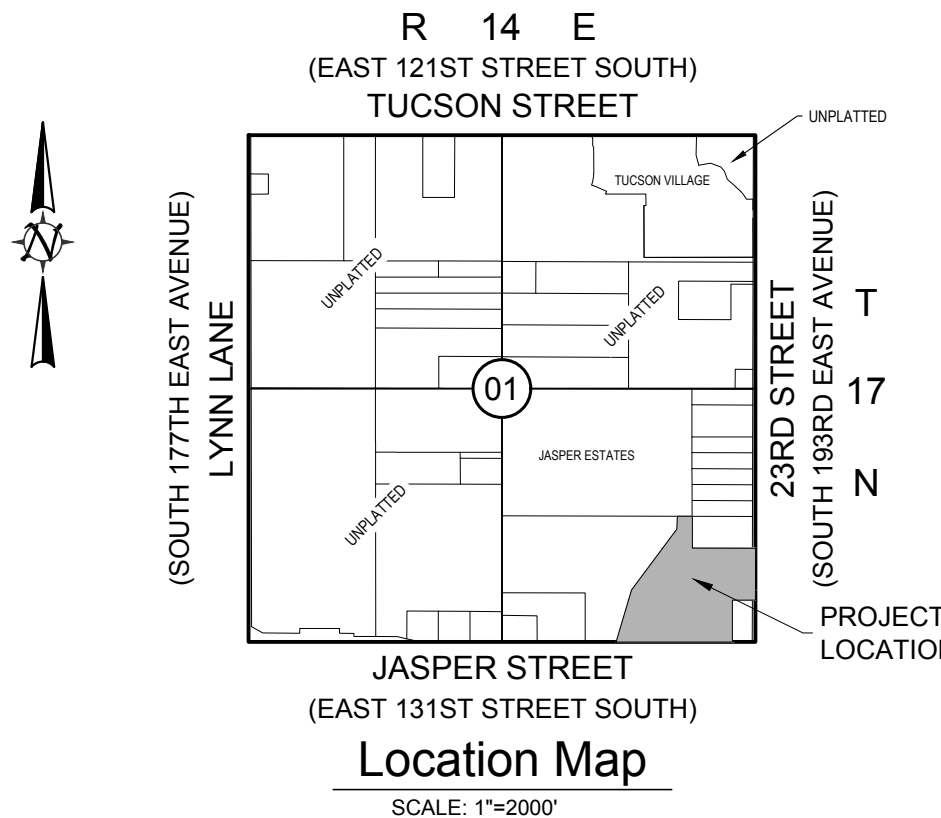 R 14 E
(EAST 121ST STREET SOUTH)
TUCSON STREET
UNPLATTED
TUCSON VILLAGE
N
(SOUTH 177TH EAST AVENUE)
LYNN LANE
UNPLATTED
UNPLATTED
01
JASPER ESTATES
UNPLATTED
23RD STREET
(SOUTH 193RD EAST AVENUE)
T
17
N
PROJECT
LOCATION
JASPER STREET
(EAST 131ST STREET SOUTH)
Location Map
SCALE: 1"=2000'